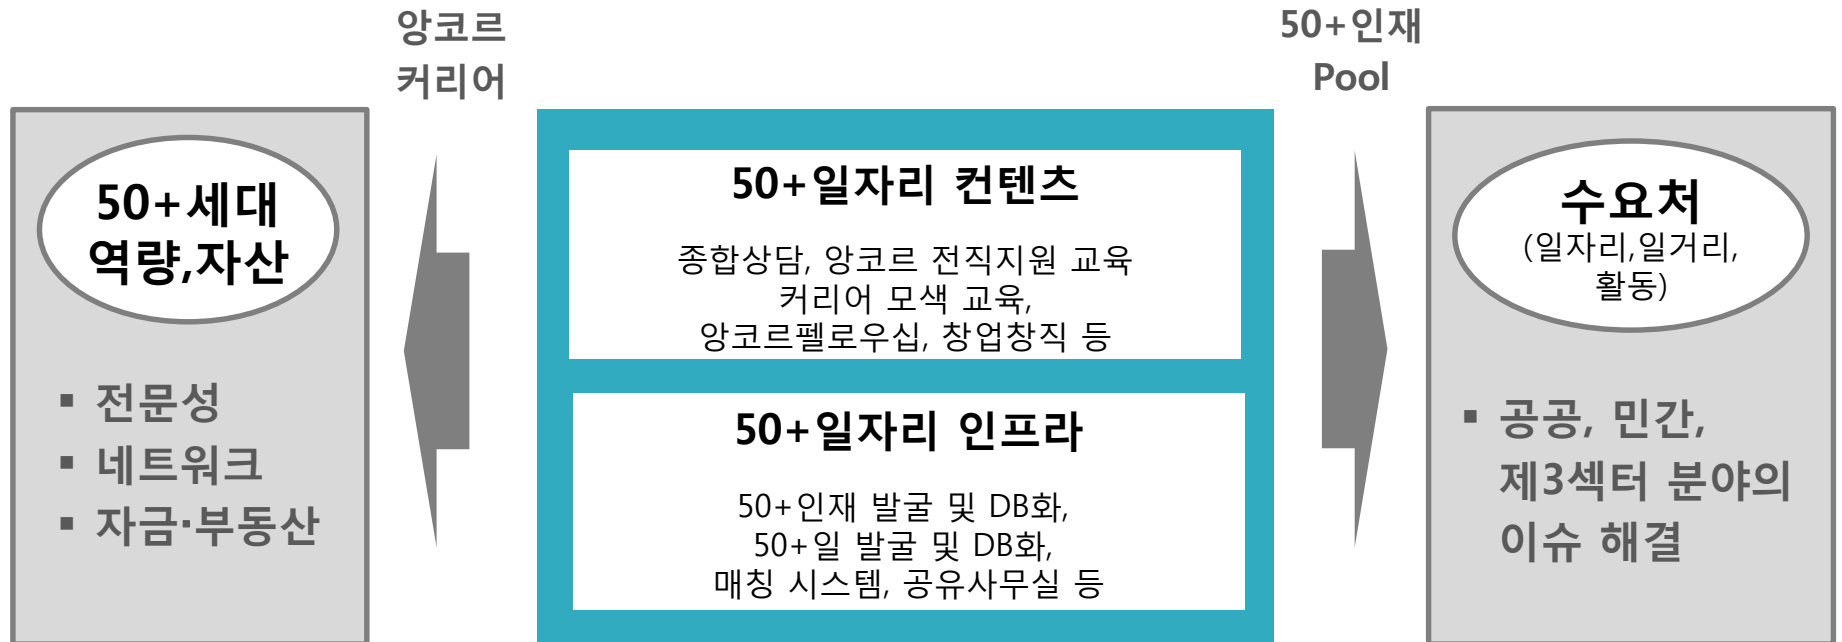 앙코르
커리어
50+인재
Pool
50+세대
역량,자산
▪ 전문성
▪ 네트워크
▪ 자금·부동산
50+일자리 컨텐츠
종합상담, 앙코르 전직지원 교육
커리어 모색 교육,
앙코르펠로우십, 창업창직 등
50+일자리 인프라
50+인재 발굴 및 DB화,
50+일 발굴 및 DB화,
매칭 시스템, 공유사무실 등
수요처
(일자리,일거리,
활동)
▪ 공공, 민간,
제3섹터 분야의
이슈 해결